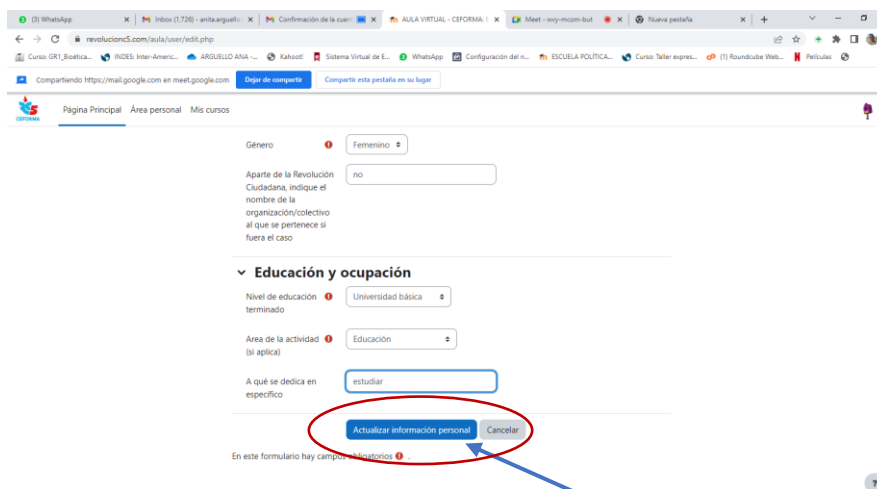 (3) WhatsApp
Inbox (1,726) - anita.arguello
Confirmación de la cuen
AULA VIRTUAL - CEFORMA: E
Meet - wvy-mcom-but
Nueva pestaña
revolucionc5.com/aula/user/edit.php
Curso: GR1_Bioética...
INDES: Inter-Americ...
ARGUELLO ANA -...
Kahoot!
Sistema Virtual de E...
WhatsApp
Configuración del n...
ESCUELA POLÍTICA...
Curso: Taller expres...
(1) Roundcube Web...
Películas
Compartiendo https://mail.google.com en meet.google.com
Dejar de compartir
Compartir esta pestaña en su lugar
CEFORMA
Página Principal Área personal Mis cursos
Género
Femenino
Aparte de la Revolución
no
Ciudadana, indique el
nombre de la
organización/colectivo
al que se pertenece si
fuera el caso
Educación y ocupación
Nivel de educación
Universidad básica
terminado
Area de la actividad
Educación
(si aplica)
A qué se dedica en
estudiar
específico
Actualizar información personal
Cancelar
En este formulario hay campos obligatorios .
?